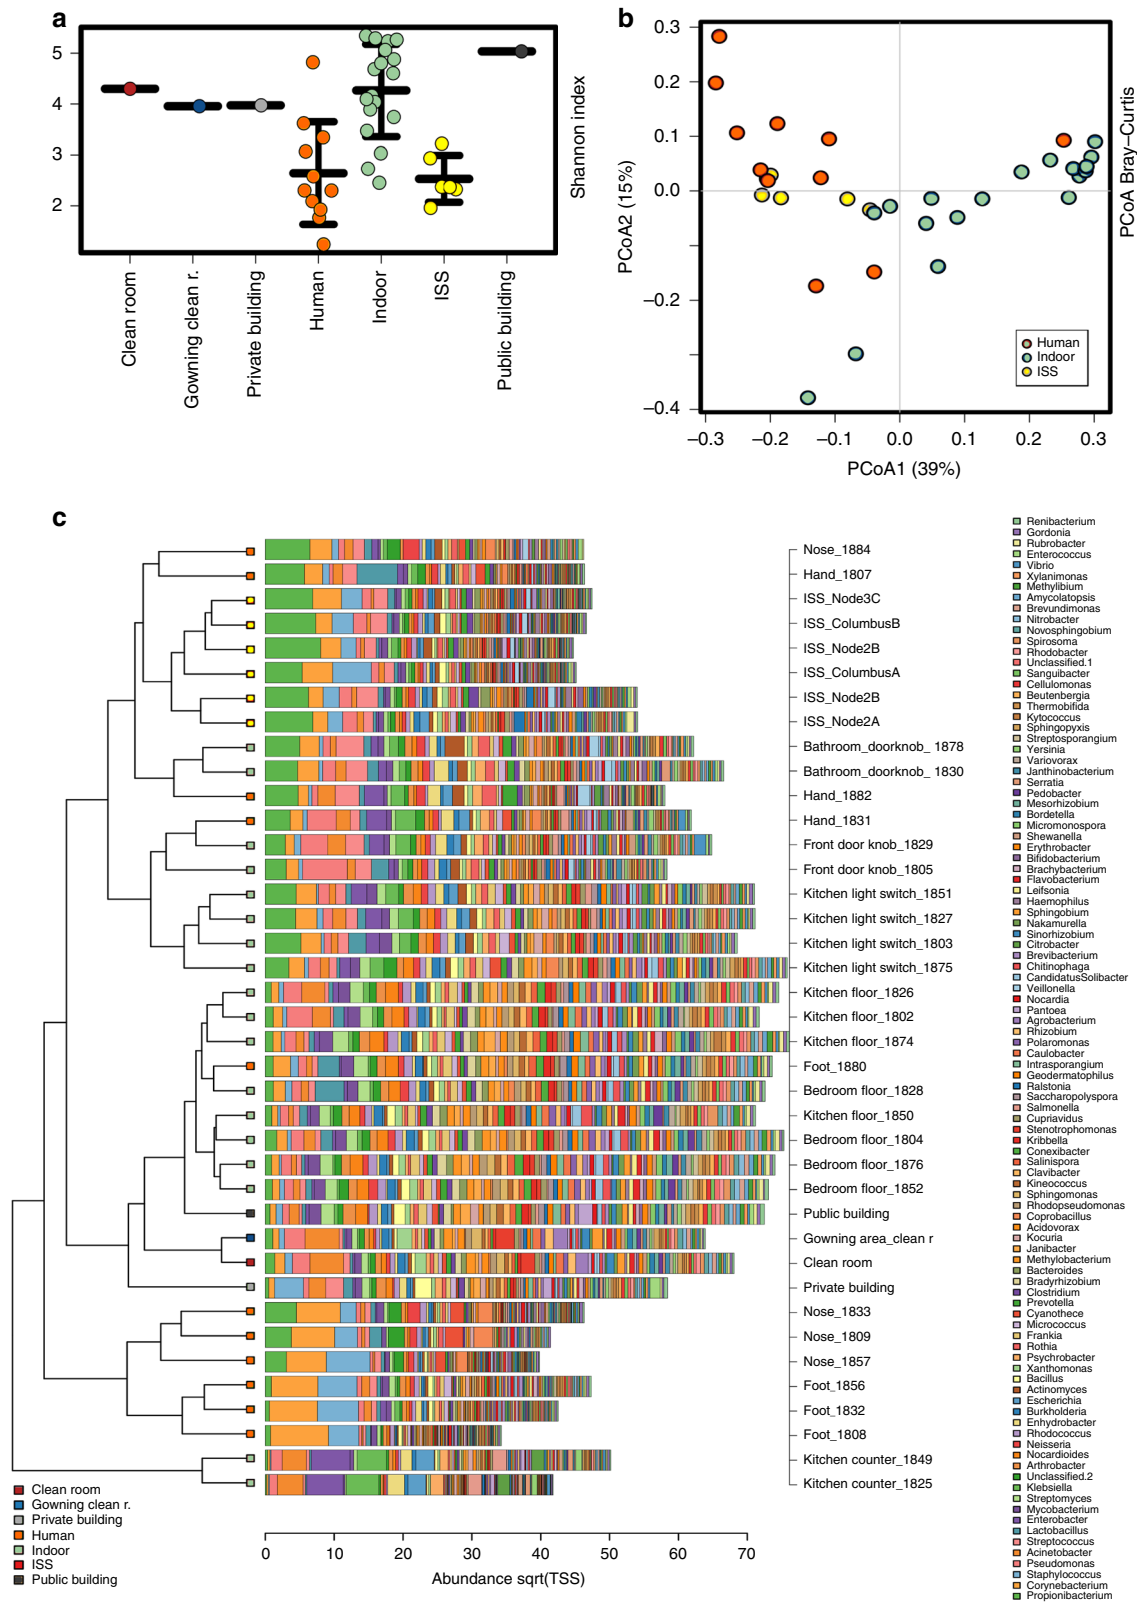 a
5
4
3
2
Shannon index
Clean room
Gowning clean r.
Private building
Human
Indoor
ISS
Public building
b
0.3
0.2
0.1
0.0
−0.2
−0.4
PCoA2 (15%)
PCoA Bray–Curtis
Human
Indoor
ISS
−0.3
−0.2
−0.1
0.0
0.1
0.2
0.3
PCoA1 (39%)
c
Nose_1884
Hand_1807
ISS_Node3C
ISS_ColumbusB
ISS_Node2B
ISS_ColumbusA
ISS_Node2B
ISS_Node2A
Bathroom_doorknob_ 1878
Bathroom_doorknob_ 1830
Hand_1882
Hand_1831
Front door knob_1829
Front door knob_1805
Kitchen light switch_1851
Kitchen light switch_1827
Kitchen light switch_1803
Kitchen light switch_1875
Kitchen floor_1826
Kitchen floor_1802
Kitchen floor_1874
Foot_1880
Bedroom floor_1828
Kitchen floor_1850
Bedroom floor_1804
Bedroom floor_1876
Bedroom floor_1852
Public building
Gowning area_clean r
Clean room
Private building
Nose_1833
Nose_1809
Nose_1857
Foot_1856
Foot_1832
Foot_1808
Kitchen counter_1849
Kitchen counter_1825
Clean room
Gowning clean r.
Private building
Human
Indoor
ISS
Public building
0
10
20
30
40
50
60
70
Abundance sqrt(TSS)
Renibacterium
Gordonia
Rubrobacter
Enterococcus
Vibrio
Xylanimonas
Methylibium
Amycolatopsis
Brevundimonas
Nitrobacter
Novosphingobium
Spirosoma
Rhodobacter
Unclassified.1
Sanguibacter
Cellulomonas
Beutenbergia
Thermobifida
Kytococcus
Sphingopyxis
Streptosporangium
Yersinia
Variovorax
Janthinobacterium
Serratia
Pedobacter
Mesorhizobium
Bordetella
Micromonospora
Shewanella
Erythrobacter
Bifidobacterium
Brachybacterium
Flavobacterium
Leifsonia
Haemophilus
Sphingobium
Nakamurella
Sinorhizobium
Citrobacter
Brevibacterium
Chitinophaga
CandidatusSolibacter
Veillonella
Nocardia
Pantoea
Agrobacterium
Rhizobium
Polaromonas
Caulobacter
Intrasporangium
Geodermatophilus
Ralstonia
Saccharopolyspora
Salmonella
Cupriavidus
Stenotrophomonas
Kribbella
Conexibacter
Salinispora
Clavibacter
Kineococcus
Sphingomonas
Rhodopseudomonas
Coprobacillus
Acidovorax
Kocuria
Janibacter
Methylobacterium
Bacteroides
Bradyrhizobium
Clostridium
Prevotella
Cyanothece
Micrococcus
Frankia
Rothia
Psychrobacter
Xanthomonas
Bacillus
Actinomyces
Escherichia
Burkholderia
Enhydrobacter
Rhodococcus
Neisseria
Nocardioides
Arthrobacter
Unclassified.2
Klebsiella
Streptomyces
Mycobacterium
Enterobacter
Lactobacillus
Streptococcus
Acinetobacter
Pseudomonas
Staphylococcus
Corynebacterium
Propionibacterium